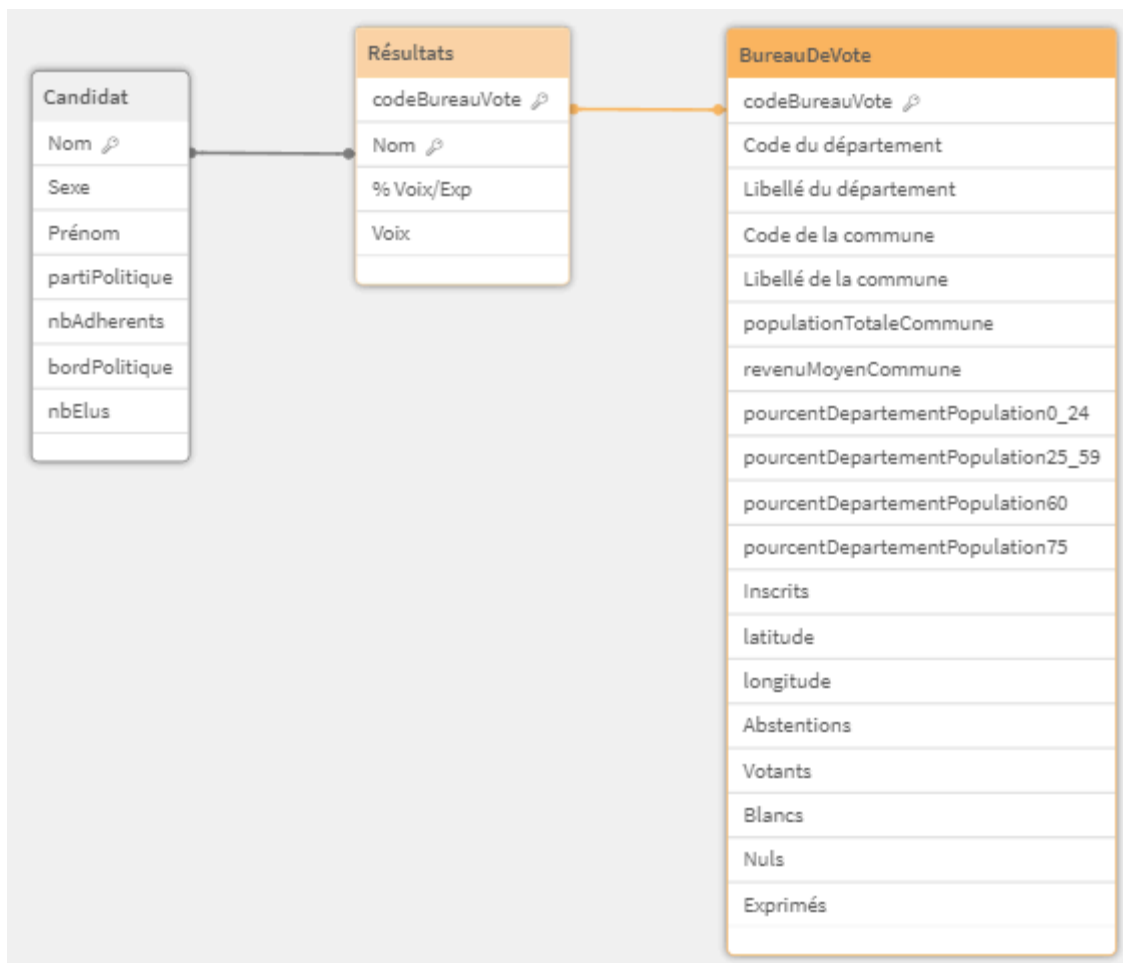 Candidat
Nom
Sexe
Prénom
partiPolitique
nbAdherents
bordPolitique
nbElus
Résultats
codeBureauVote
Nom
% Voix/Exp
Voix
BureauDeVote
codeBureauVote
Code du département
Libellé du département
Code de la commune
Libellé de la commune
populationTotaleCommune
revenuMoyenCommune
pourcentDepartementPopulation0_24
pourcentDepartementPopulation25_59
pourcentDepartementPopulation60
pourcentDepartementPopulation75
Inscrits
latitude
longitude
Abstentions
Votants
Blancs
Nuls
Exprimés